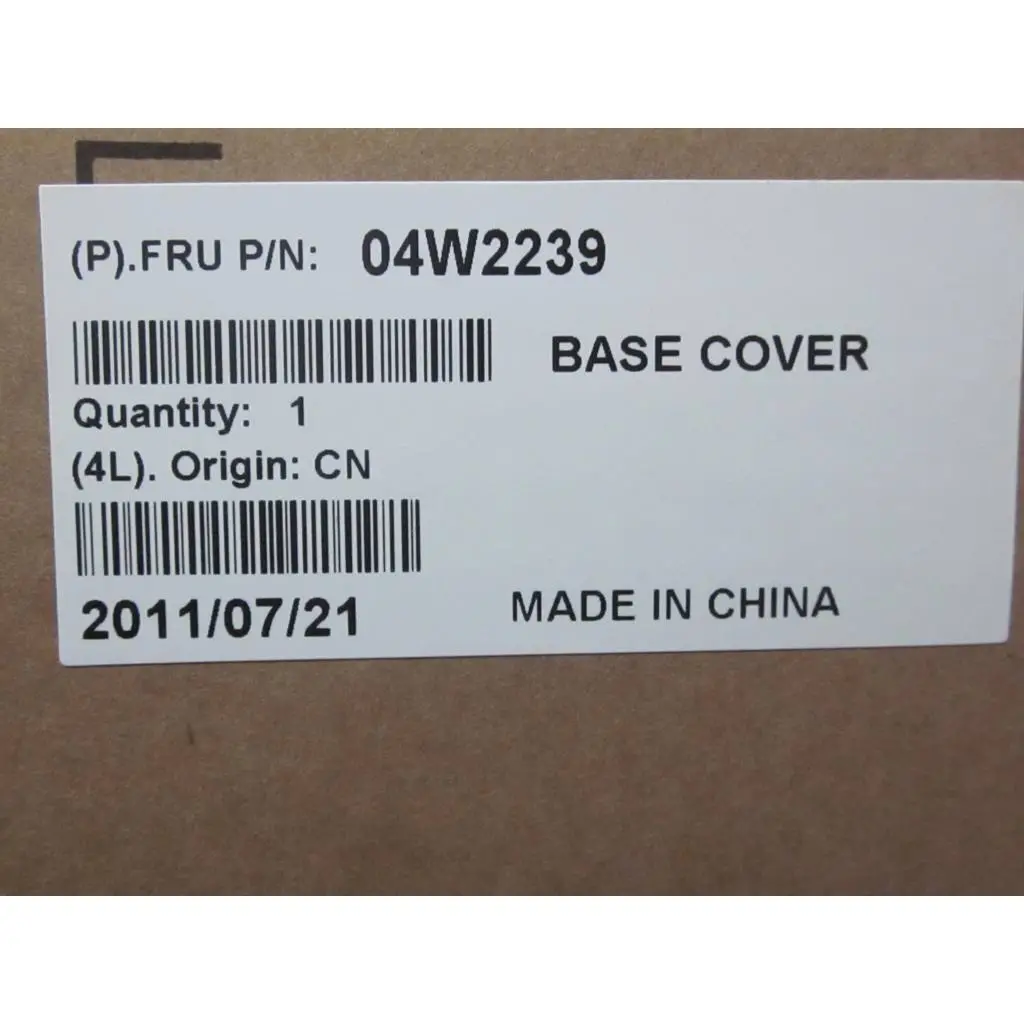 (P).FRU P/N: 04W2239
BASE COVER
Quantity: 1
(4L). Origin: CN
2011/07/21 MADE IN CHINA